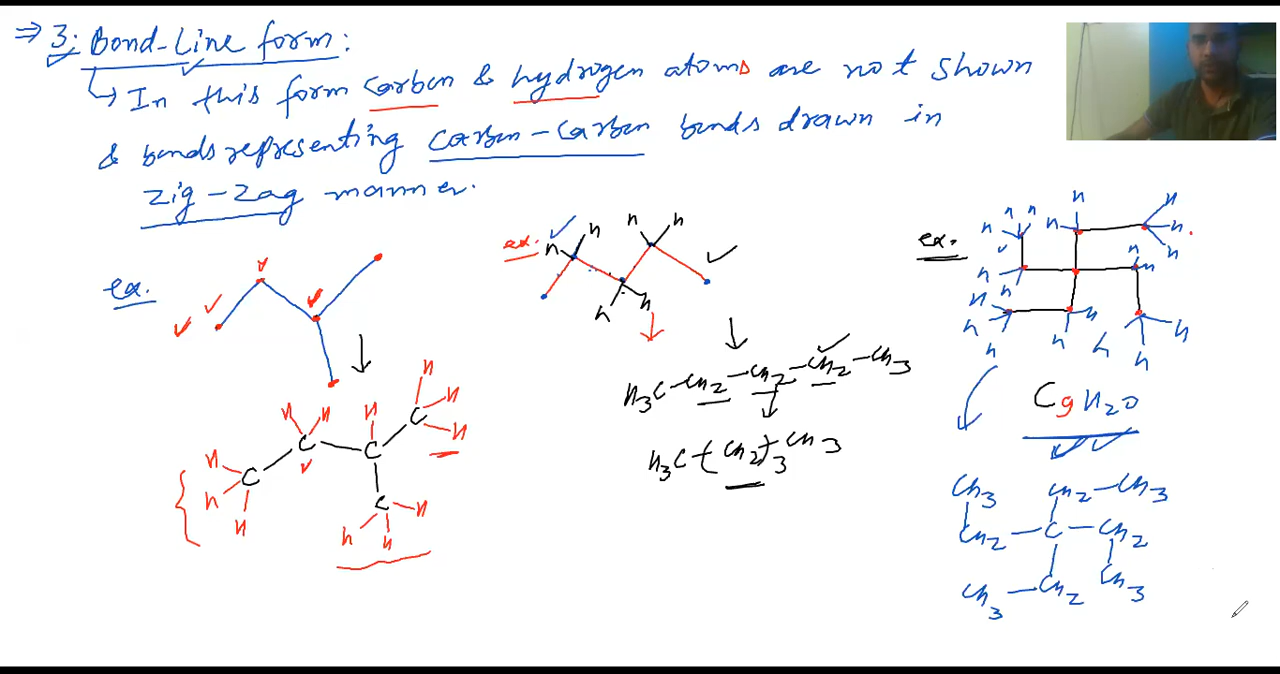 ⇒ 3: Bond-Line form:
↳ In this form carbon & hydrogen atoms are not shown
& bonds representing carbon-carbon bonds drawn in
zig-zag manner.
ex.
H H H H H
C C C C
H H H
C
H H H
ex.
H H H H
H H
H3C-CH2-CH2-CH2-CH3
H3C-(CH2)3CH3
ex.
H H H H H H
H H H H H
H H H H H
H H H H
C9H20
CH3 CH2-CH3
CH2-C-CH2
CH3-CH2 CH3